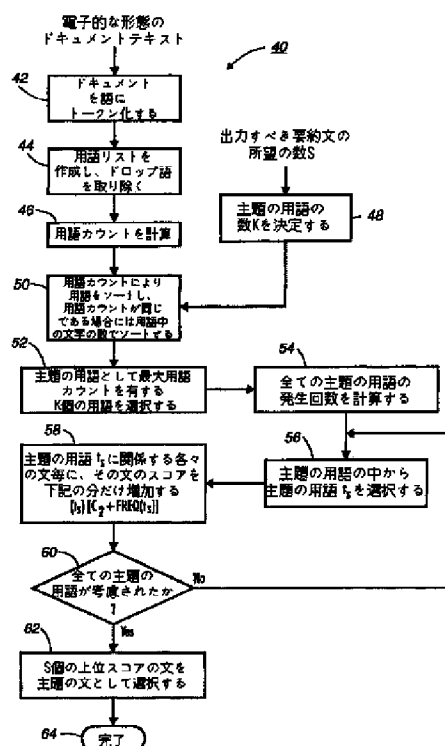 電子的な形態の
ドキュメントテキスト
40
42
ドキュメント
を語に
トークン化する
44
用語リストを
作成し、ドロップ語
を取り除く
出力すべき要約文の
所望の数S
46
用語カウントを計算
主題の用語の
数Kを決定する
48
50
用語カウントにより
用語をソートし、
用語カウントが同じ
である場合には用語中
の文字の数でソートする
52
主題の用語として最大用語
カウントを有する
K個の用語を選択する
54
全ての主題の用語の
発生回数を計算する
58
主題の用語 ts に関係する各々
の文毎に、その文のスコアを
下記の分だけ増加する
(ts)[C2+FREQ(ts)]
56
主題の用語の中から
主題の用語 tsを選択する
60
全ての主題の
用語が考慮されたか
?
No
Yes
62
S個の上位スコアの文を
主題の文として選択する
64
完了